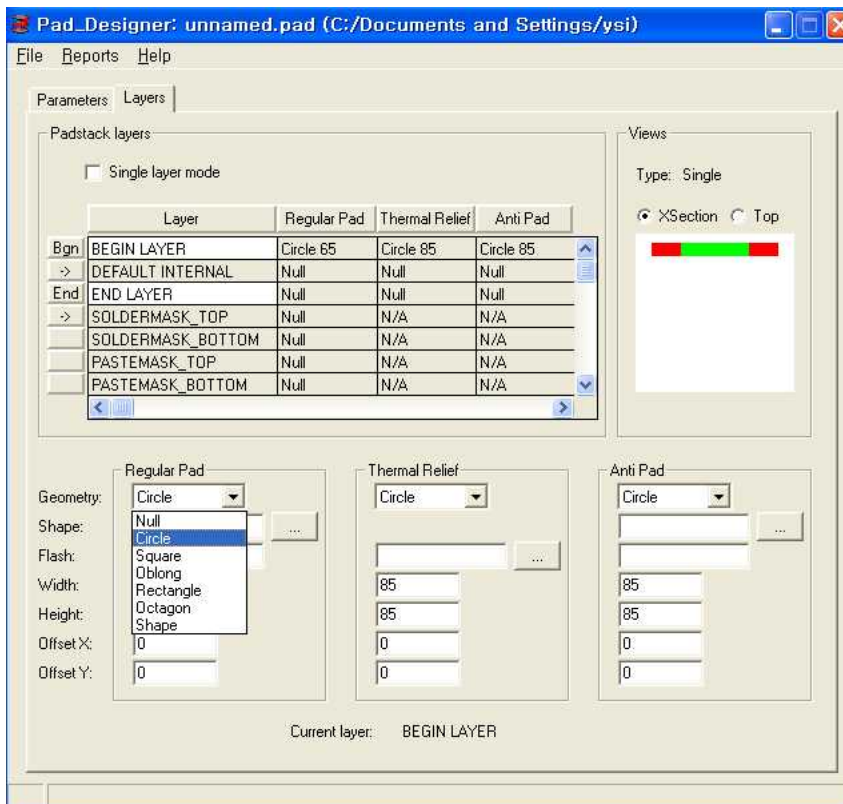 Pad_Designer: unnamed.pad (C:/Documents and Settings/ysi)
File Reports Help
Parameters Layers
Padstack layers
Single layer mode
Layer Regular Pad Thermal Relief Anti Pad
Bgn BEGIN LAYER Circle 65 Circle 85 Circle 85
-> DEFAULT INTERNAL Null Null Null
End END LAYER Null Null Null
-> SOLDERMASK_TOP Null N/A N/A
SOLDERMASK_BOTTOM Null N/A N/A
PASTEMASK_TOP Null N/A N/A
PASTEMASK_BOTTOM Null N/A N/A
Views
Type: Single
XSection Top
Regular Pad Thermal Relief Anti Pad
Geometry: Circle Circle Circle
Shape: ... ...
Flash: ...
Width: 85 85
Height: 85 85
Offset X: 0 0 0
Offset Y: 0 0 0
Null
Circle
Square
Oblong
Rectangle
Octagon
Shape
Current layer: BEGIN LAYER